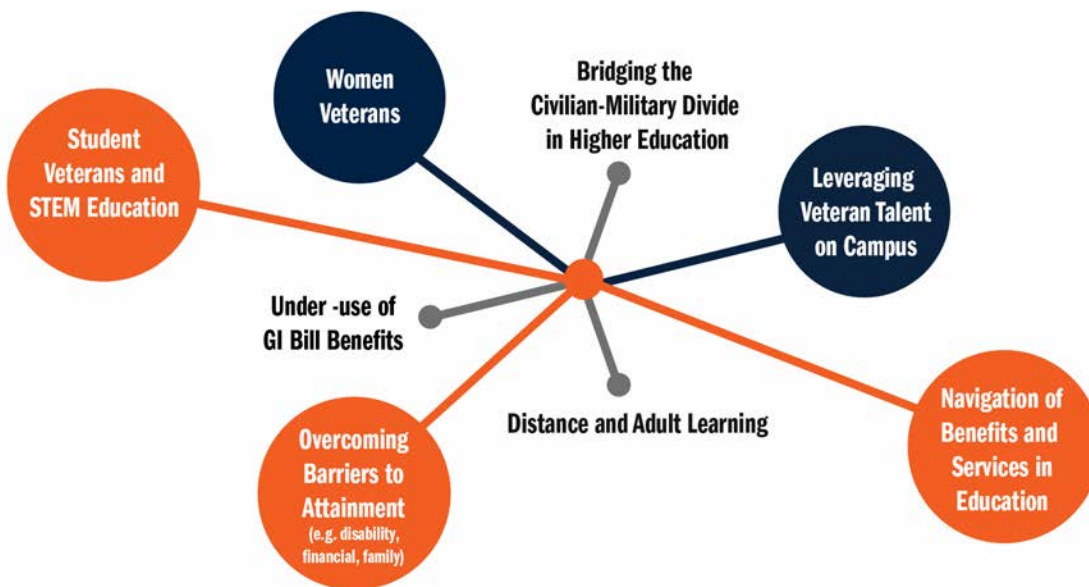 Women
Veterans
Bridging the
Civilian-Military Divide
in Higher Education
Student
Veterans and
STEM Education
Leveraging
Veteran Talent
on Campus
Under -use of
GI Bill Benefits
Distance and Adult Learning
Overcoming
Barriers to
Attainment
(e.g. disability,
financial, family)
Navigation of
Benefits and
Services in
Education